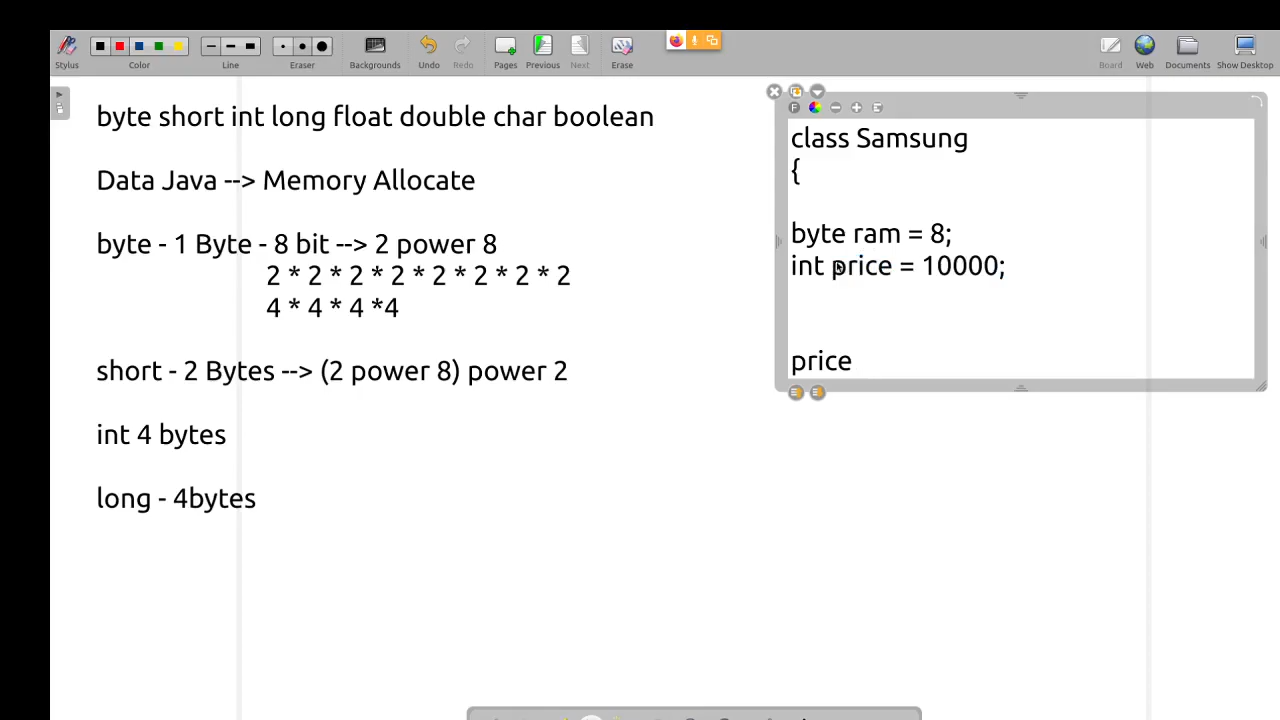 Stylus
Color
Line
Eraser
Backgrounds
Undo
Redo
Pages
Previous
Next
Erase
Board
Web
Documents
Show Desktop
byte short int long float double char boolean
Data Java --> Memory Allocate
byte - 1 Byte - 8 bit --> 2 power 8
2 * 2 * 2 * 2 * 2 * 2 * 2 * 2
4 * 4 * 4 *4
short - 2 Bytes --> (2 power 8) power 2
int 4 bytes
long - 4bytes
F
class Samsung
{
byte ram = 8;
int price = 10000;
price